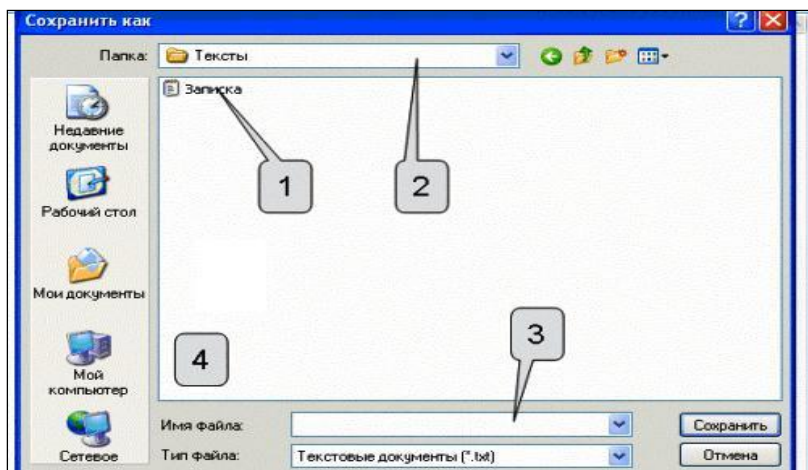 Сохранить как
Папка: Тексты
Записка
1
2
Недавние
документы
Рабочий стол
Мои документы
3
4
Мой
компьютер
Имя файла: Сохранить
Сетевое Тип файла: Текстовые документы (*.txt) Отмена